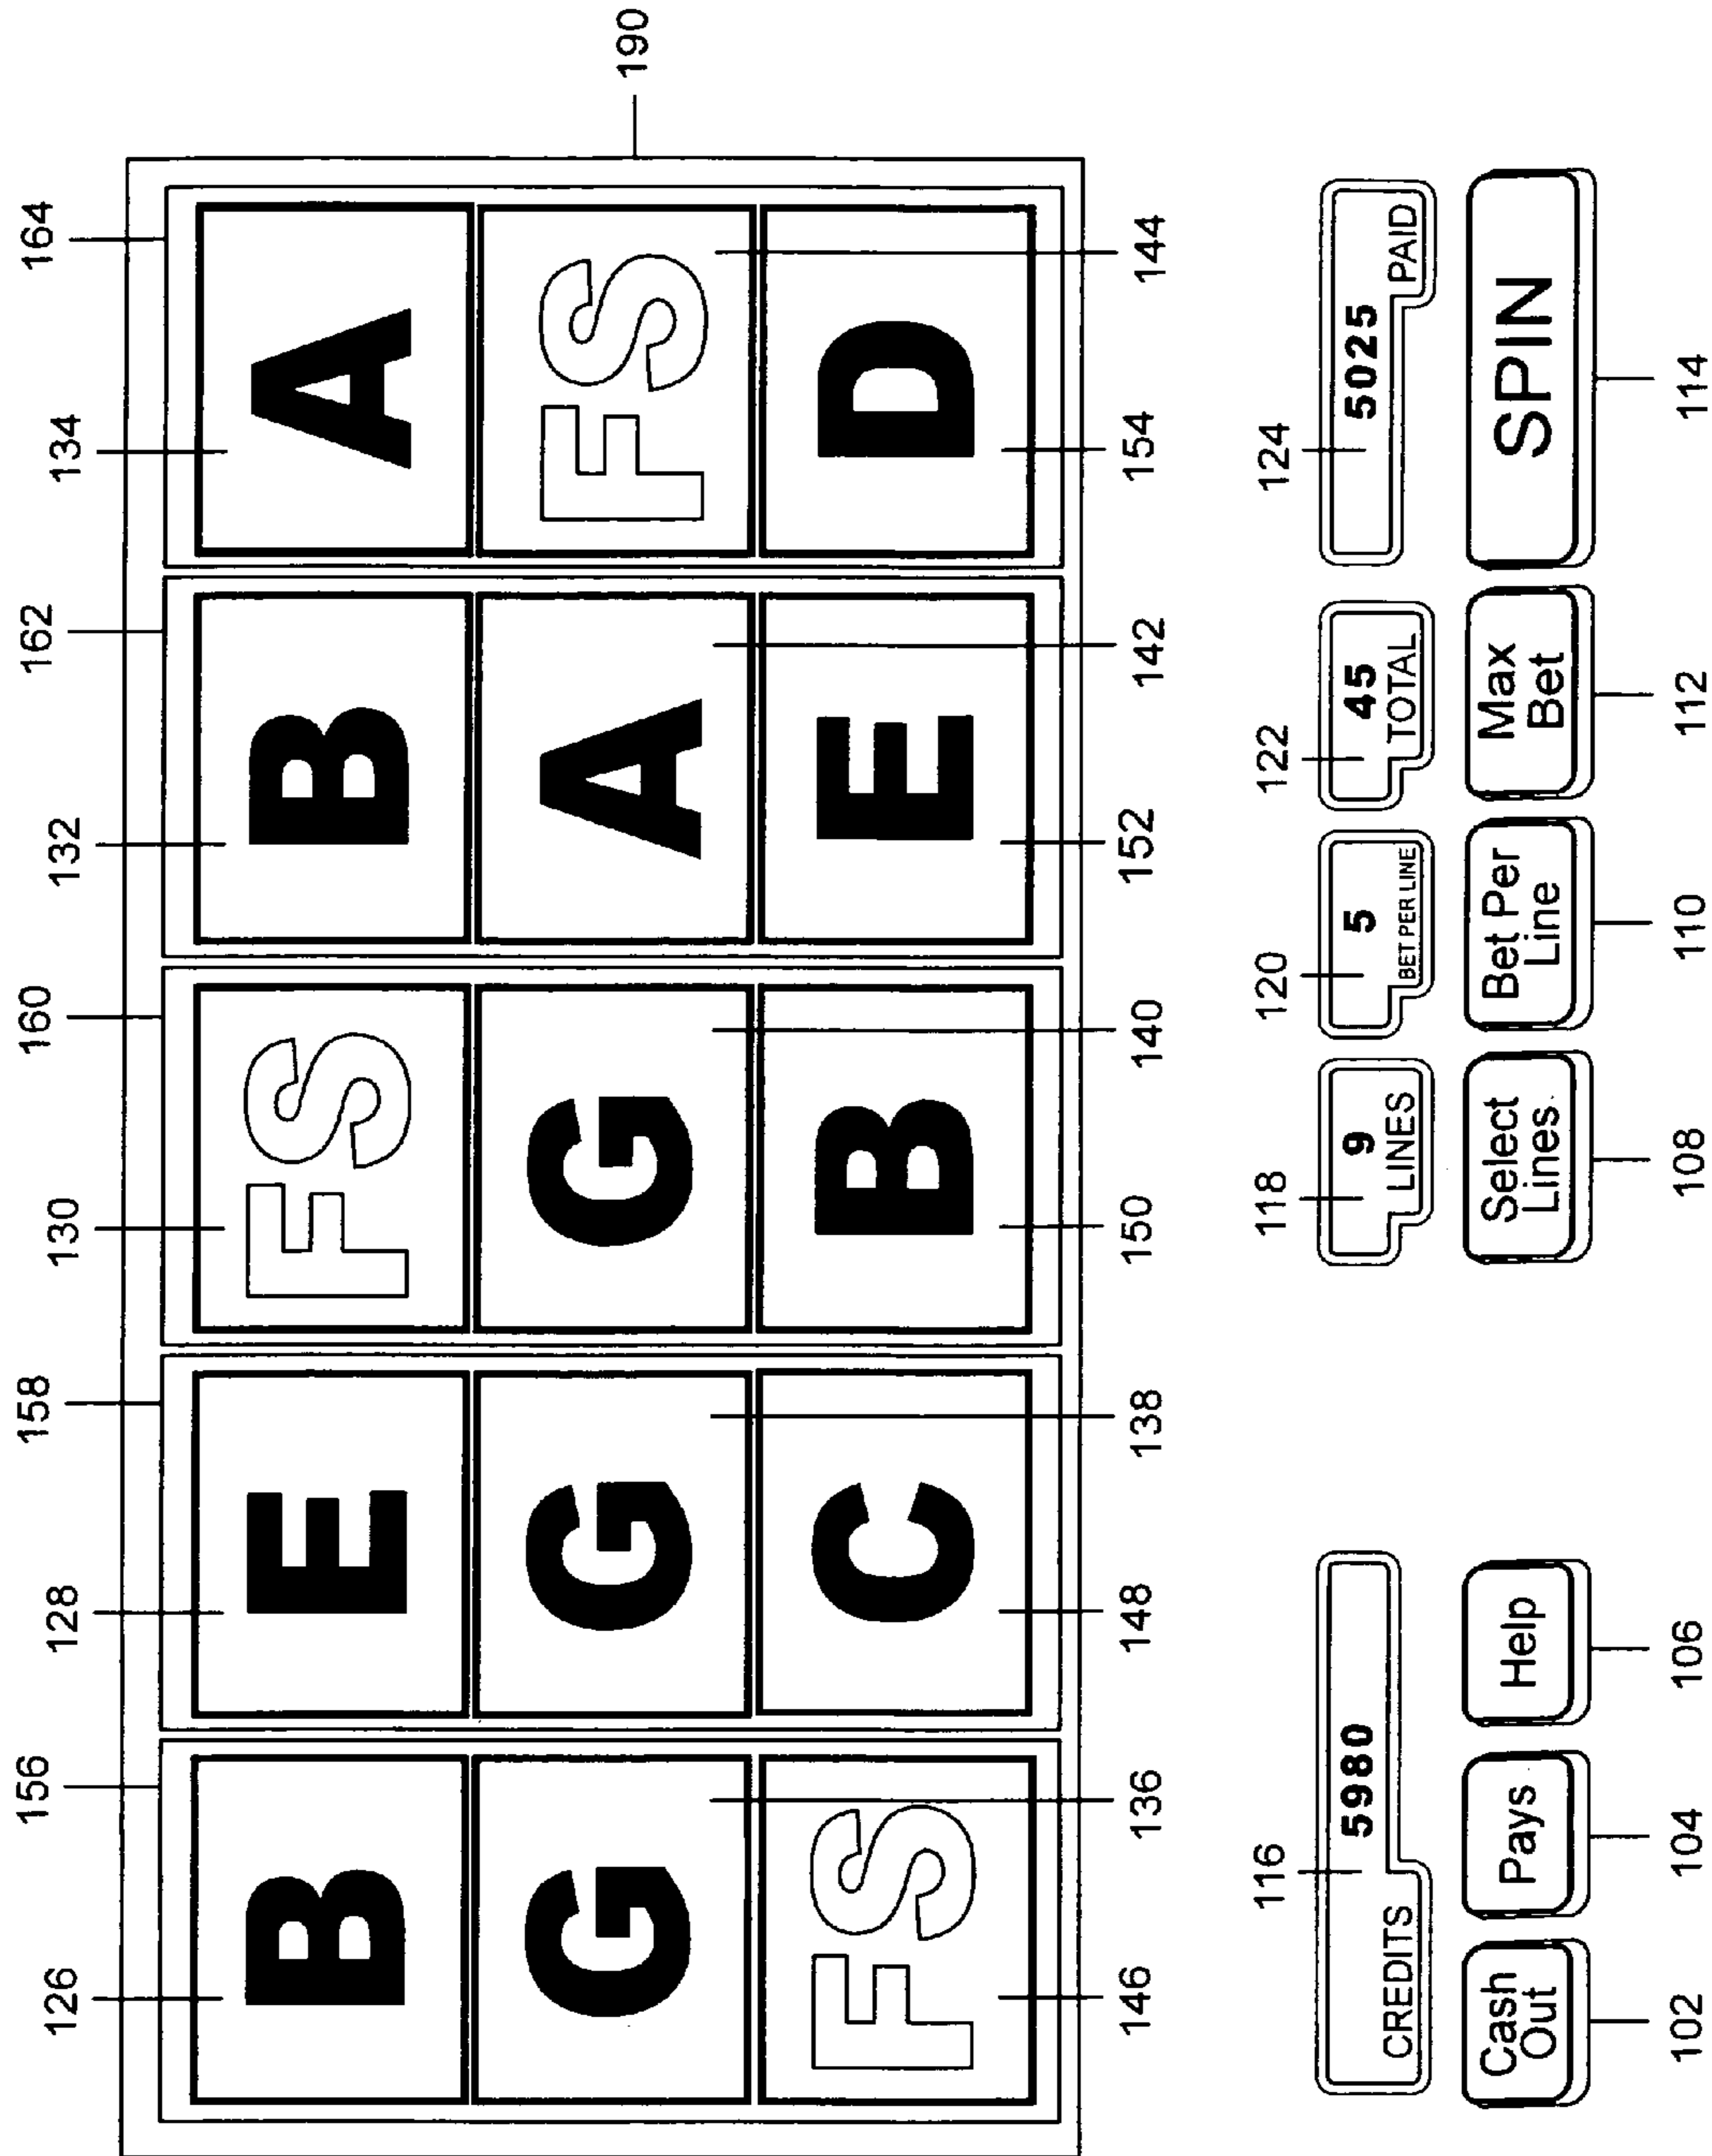 156 158 160 162 164
126 128 130 132 134
B E FS B A
190
G G G A FS
FS C B E D
146 148 150 152 154
136 138 140 142 144
116 118 120 122 124
5980 9 5 45 5025
CREDITS LINES BET PER LINE TOTAL PAID
Cash Pays Help Select Bet Per Max SPIN
Out Lines Line Bet
102 104 106 108 110 112 114